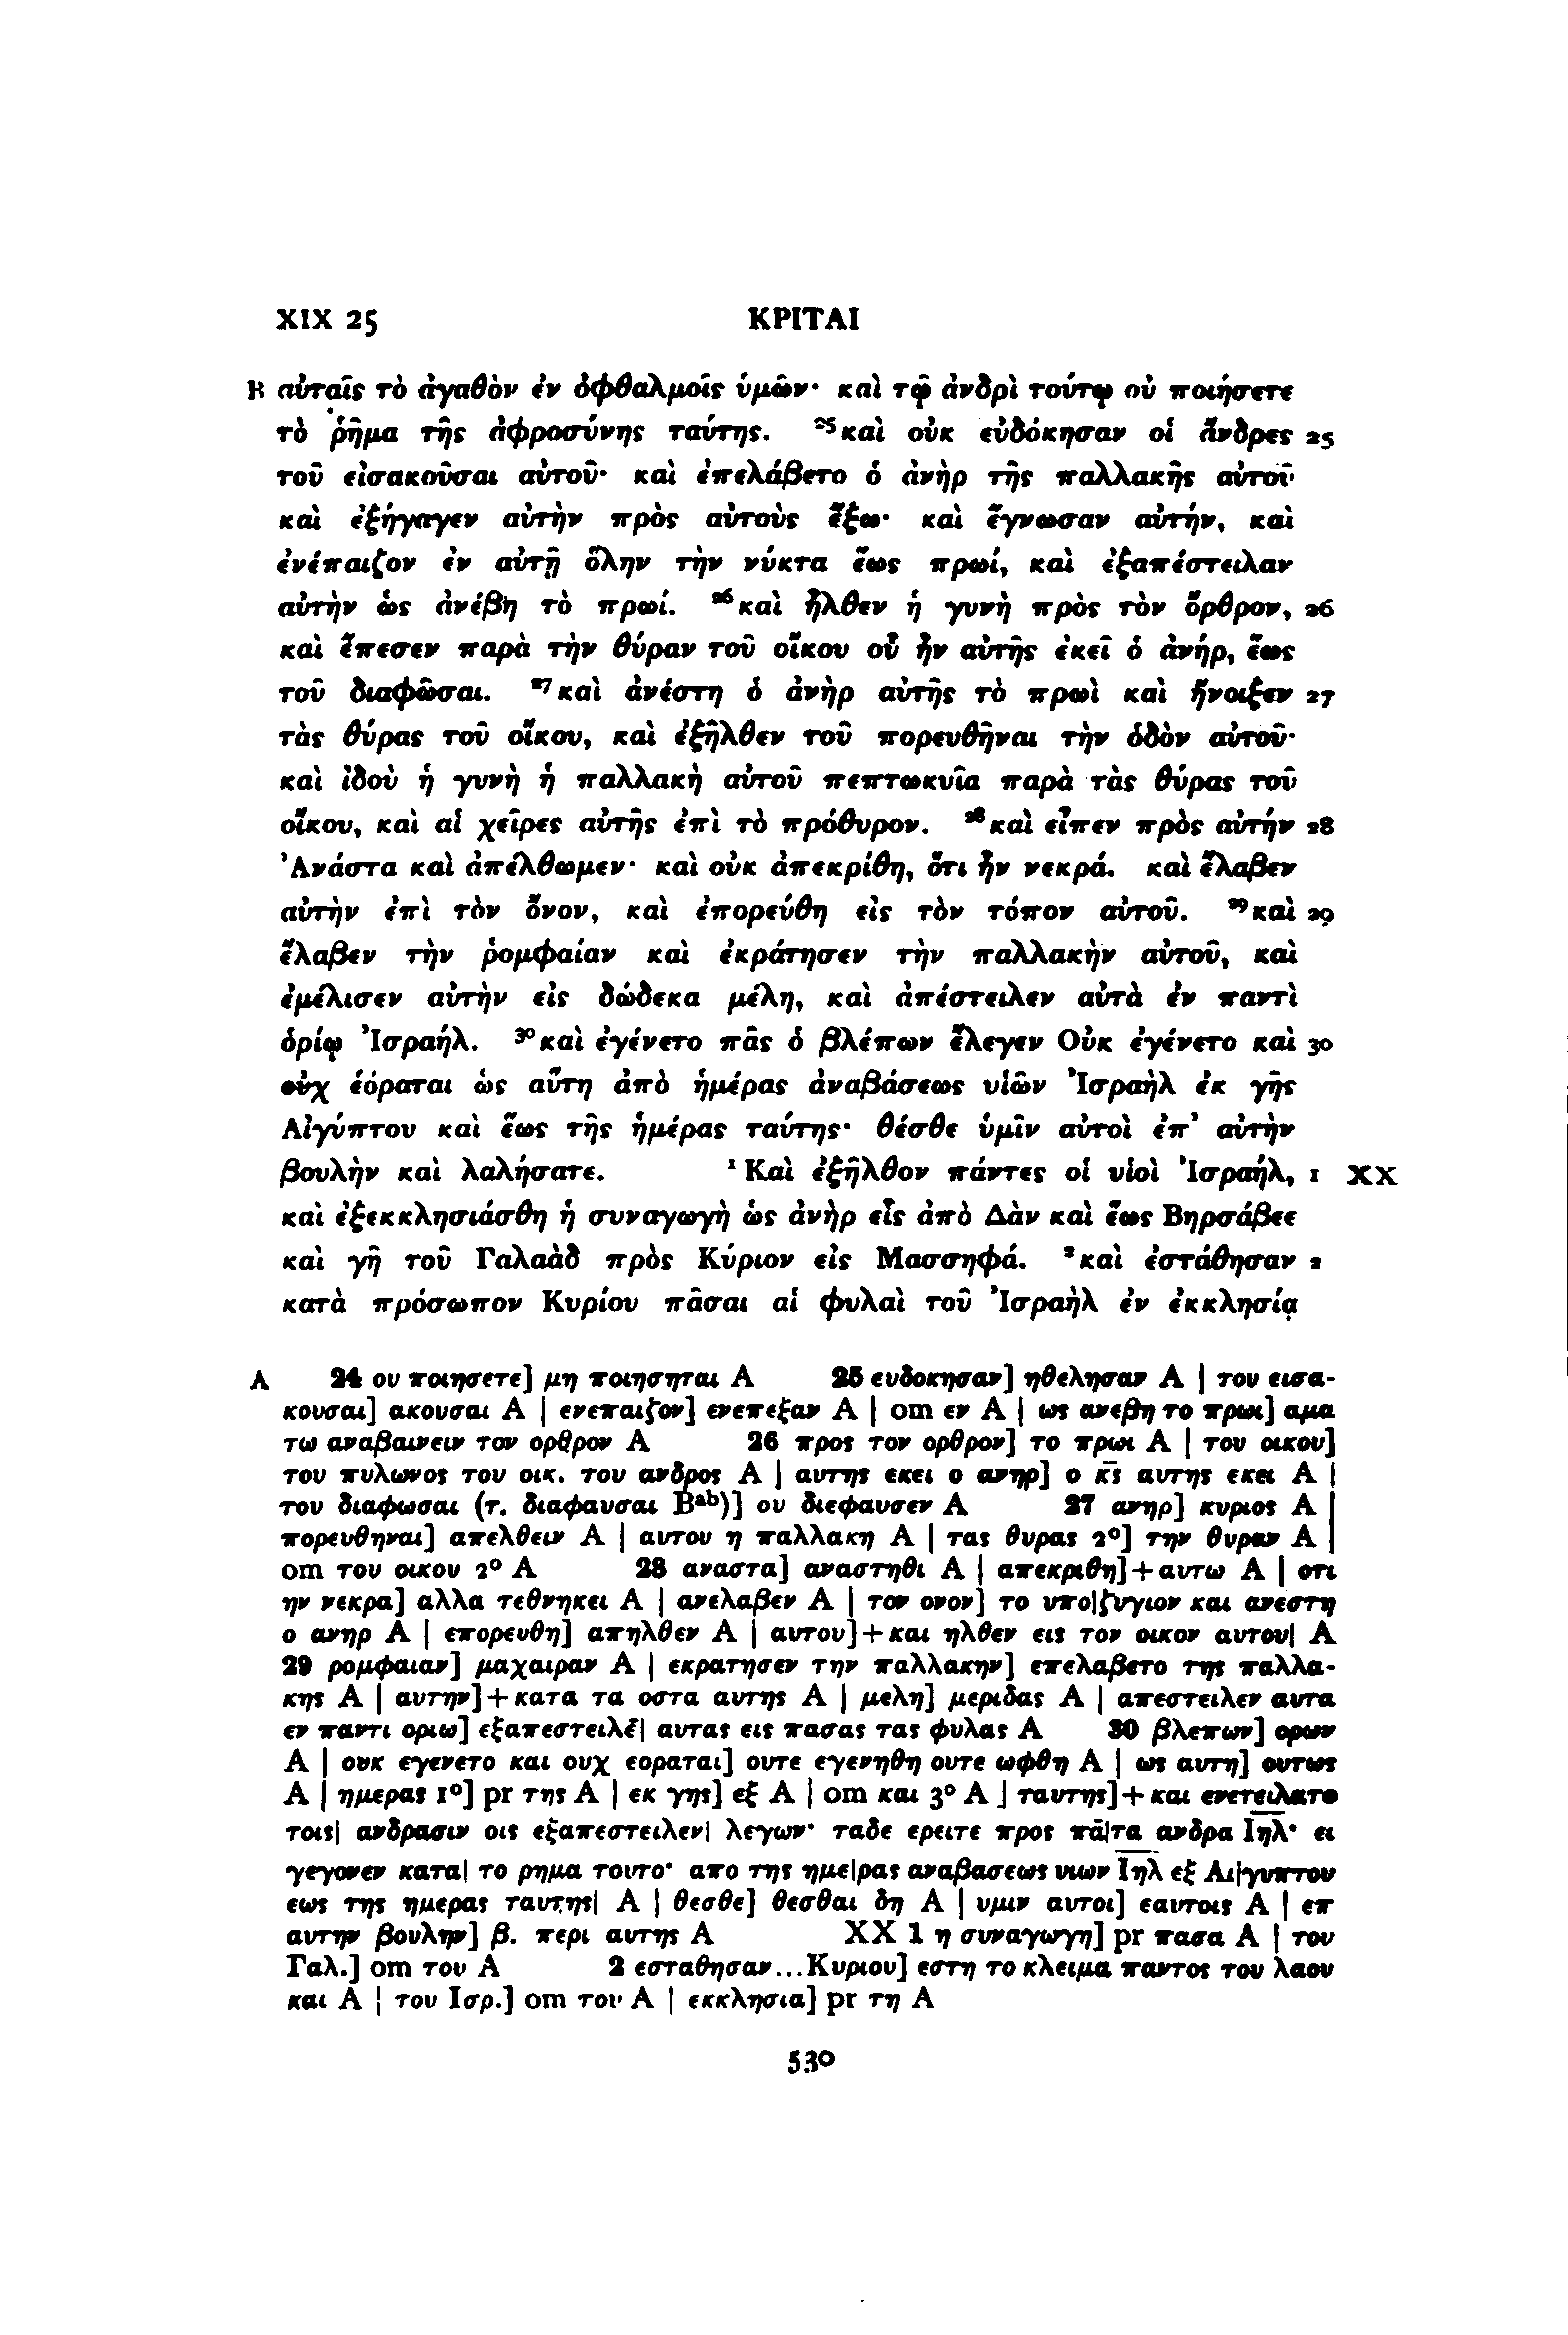 XIX 25 ΚΡΙΤΑΙ
B αὐταῖς τὸ ἀγαθὸν ἐν ὀφθαλμοῖς ὑμῶν· καὶ τῷ ἀνδρὶ τούτῳ οὐ ποιήσετε
τὸ ῥῆμα τῆς ἀφροσύνης ταύτης. ²⁵καὶ οὐκ εὐδόκησαν οἱ ἄνδρες 25
τοῦ εἰσακοῦσαι αὐτοῦ· καὶ ἐπελάβετο ὁ ἀνὴρ τῆς παλλακῆς αὐτοῦ
καὶ ἐξήγαγεν αὐτὴν πρὸς αὐτοὺς ἔξω· καὶ ἔγνωσαν αὐτήν, καὶ
ἐνέπαιζον ἐν αὐτῇ ὅλην τὴν νύκτα ἕως πρωί, καὶ ἐξαπέστειλαν
αὐτὴν ὡς ἀνέβη τὸ πρωί. ²⁶καὶ ἦλθεν ἡ γυνὴ πρὸς τὸν ὄρθρον, 26
καὶ ἔπεσεν παρὰ τὴν θύραν τοῦ οἴκου οὗ ἦν αὐτῆς ἐκεῖ ὁ ἀνήρ, ἕως
τοῦ διαφῶσαι. ²⁷καὶ ἀνέστη ὁ ἀνὴρ αὐτῆς τὸ πρωὶ καὶ ἤνοιξεν 27
τὰς θύρας τοῦ οἴκου, καὶ ἐξῆλθεν τοῦ πορευθῆναι τὴν ὁδὸν αὐτοῦ·
καὶ ἰδοὺ ἡ γυνὴ ἡ παλλακὴ αὐτοῦ πεπτωκυῖα παρὰ τὰς θύρας τοῦ
οἴκου, καὶ αἱ χεῖρες αὐτῆς ἐπὶ τὸ πρόθυρον. ²⁸καὶ εἶπεν πρὸς αὐτήν 28
Ἀνάστα καὶ ἀπέλθωμεν· καὶ οὐκ ἀπεκρίθη, ὅτι ἦν νεκρά. καὶ ἔλαβεν
αὐτὴν ἐπὶ τὸν ὄνον, καὶ ἐπορεύθη εἰς τὸν τόπον αὐτοῦ. ²⁹καὶ 29
ἔλαβεν τὴν ῥομφαίαν καὶ ἐκράτησεν τὴν παλλακὴν αὐτοῦ, καὶ
ἐμέλισεν αὐτὴν εἰς δώδεκα μέλη, καὶ ἀπέστειλεν αὐτὰ ἐν παντὶ
ὁρίῳ Ἰσραήλ. ³⁰καὶ ἐγένετο πᾶς ὁ βλέπων ἔλεγεν Οὐκ ἐγένετο καὶ 30
οὐχ ἑόραται ὡς αὕτη ἀπὸ ἡμέρας ἀναβάσεως υἱῶν Ἰσραὴλ ἐκ γῆς
Αἰγύπτου καὶ ἕως τῆς ἡμέρας ταύτης· θέσθε ὑμῖν αὐτοὶ ἐπ’ αὐτὴν
βουλὴν καὶ λαλήσατε. ¹Καὶ ἐξῆλθον πάντες οἱ υἱοὶ Ἰσραήλ, 1 XX
καὶ ἐξεκκλησιάσθη ἡ συναγωγὴ ὡς ἀνὴρ εἷς ἀπὸ Δὰν καὶ ἕως Βηρσάβεε
καὶ γῆ τοῦ Γαλαὰδ πρὸς Κύριον εἰς Μασσηφά. ²καὶ ἐστάθησαν 2
κατὰ πρόσωπον Κυρίου πᾶσαι αἱ φυλαὶ τοῦ Ἰσραὴλ ἐν ἐκκλησίᾳ
A 24 ου ποιησετε] μη ποιησηται A 25 ευδοκησαν] ηθελησαν A | του εισα-
κουσαι] ακουσαι A | ενεπαιζον] ενεπεξαν A | om εν A | ως ανεβη το πρωι] αμα
τω αναβαινειν τον ορθρον A 26 προς τον ορθρον] το πρωι A | του οικου]
του πυλωνος του οικ. του ανδρος A | αυτης εκει ο ανηρ] ο κ̅ς̅ αυτης εκει A |
του διαφωσαι (τ. διαφαυσαι Bᵃᵇ)] ου διεφαυσεν A 27 ανηρ] κυριος A |
πορευθηναι] απελθειν A | αυτου η παλλακη A | τας θυρας 2°] την θυραν A |
om του οικου 2° A 28 αναστα] αναστηθι A | απεκριθη]+αυτω A | οτι
ην νεκρα] αλλα τεθνηκει A | ανελαβεν A | τον ονον] το υπο|ζυγιον και ανεστη
ο ανηρ A | επορευθη] απηλθεν A | αυτου]+και ηλθεν εις τον οικον αυτου| A
29 ρομφαιαν] μαχαιραν A | εκρατησεν την παλλακην] επελαβετο της παλλα-
κης A | αυτην]+κατα τα οστα αυτης A | μελη] μεριδας A | απεστειλεν αυτα
εν παντι οριω] εξαπεστειλε̅| αυτας εις πασας τας φυλας A 30 βλεπων] ορων
A | ουκ εγενετο και ουχ εοραται] ουτε εγενηθη ουτε ωφθη A | ως αυτη] ουτως
A | ημερας 1°] pr της A | εκ γης] εξ A | om και 3° A | ταυτης]+και ενετειλατο
τοις| ανδρασιν οις εξαπεστειλεν| λεγων· ταδε ερειτε προς πα̅|τα ανδρα Ι̅η̅λ̅· ει
γεγονεν κατα| το ρημα τουτο· απο της ημε|ρας αναβασεως υιων Ι̅η̅λ̅ εξ Αι|γυπτου
εως της ημερας ταυτης| A | θεσθε] θεσθαι δη A | υμιν αυτοι] εαυτοις A | επ
αυτην βουλην] β. περι αυτης A XX 1 η συναγωγη] pr πασα A | του
Γαλ.] om του A 2 εσταθησαν...Κυριου] εστη το κλειμα παντος του λαου
και A | του Ισρ.] om του A | εκκλησια] pr τη A
530